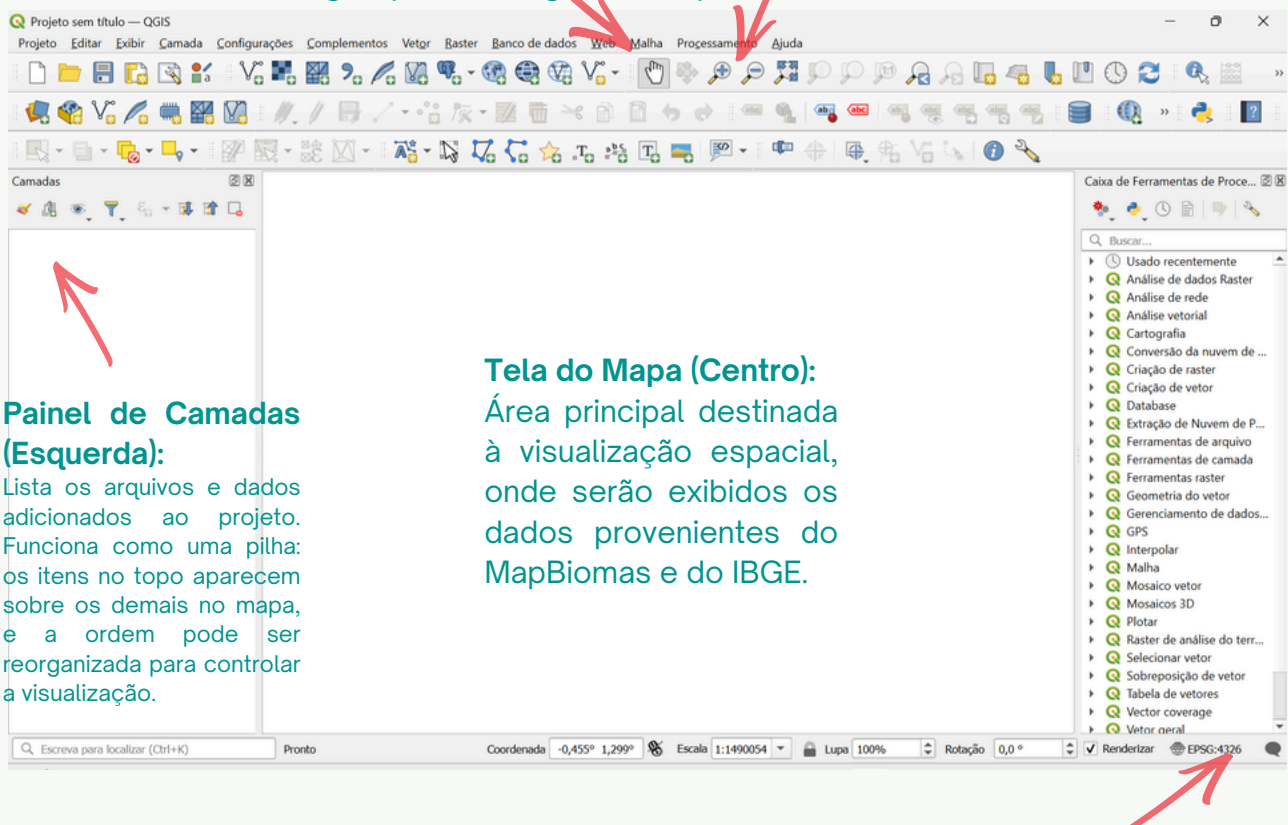 Projeto sem título — QGIS
Projeto Editar Exibir Camada Configurações Complementos Vetor Raster Banco de dados Web Malha Processamento Ajuda
Camadas
Painel de Camadas
(Esquerda):
Lista os arquivos e dados
adicionados ao projeto.
Funciona como uma pilha:
os itens no topo aparecem
sobre os demais no mapa,
e a ordem pode ser
reorganizada para controlar
a visualização.
Tela do Mapa (Centro):
Área principal destinada
à visualização espacial,
onde serão exibidos os
dados provenientes do
MapBiomas e do IBGE.
Caixa de Ferramentas de Proce...
Buscar...
Usado recentemente
Análise de dados Raster
Análise de rede
Análise vetorial
Cartografia
Conversão da nuvem de ...
Criação de raster
Criação de vetor
Database
Extração de Nuvem de P...
Ferramentas de arquivo
Ferramentas de camada
Ferramentas raster
Geometria do vetor
Gerenciamento de dados...
GPS
Interpolar
Malha
Mosaico vetor
Mosaicos 3D
Plotar
Raster de análise do terr...
Selecionar vetor
Sobreposição de vetor
Tabela de vetores
Vector coverage
Vetor geral
Escreva para localizar (Ctrl+K) Pronto Coordenada -0,455° 1,299° Escala 1:1490054 Lupa 100% Rotação 0,0 ° Renderizar EPSG:4326